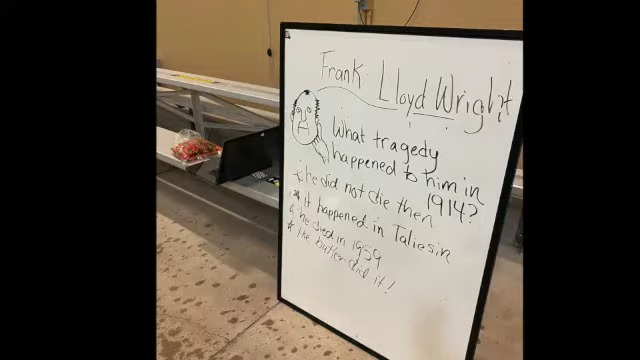 Frank Lloyd Wright
What tragedy
happened to him in
1914?
* he did not die then
* it happened in Taliesin
* he died in 1959
* the butler did it!